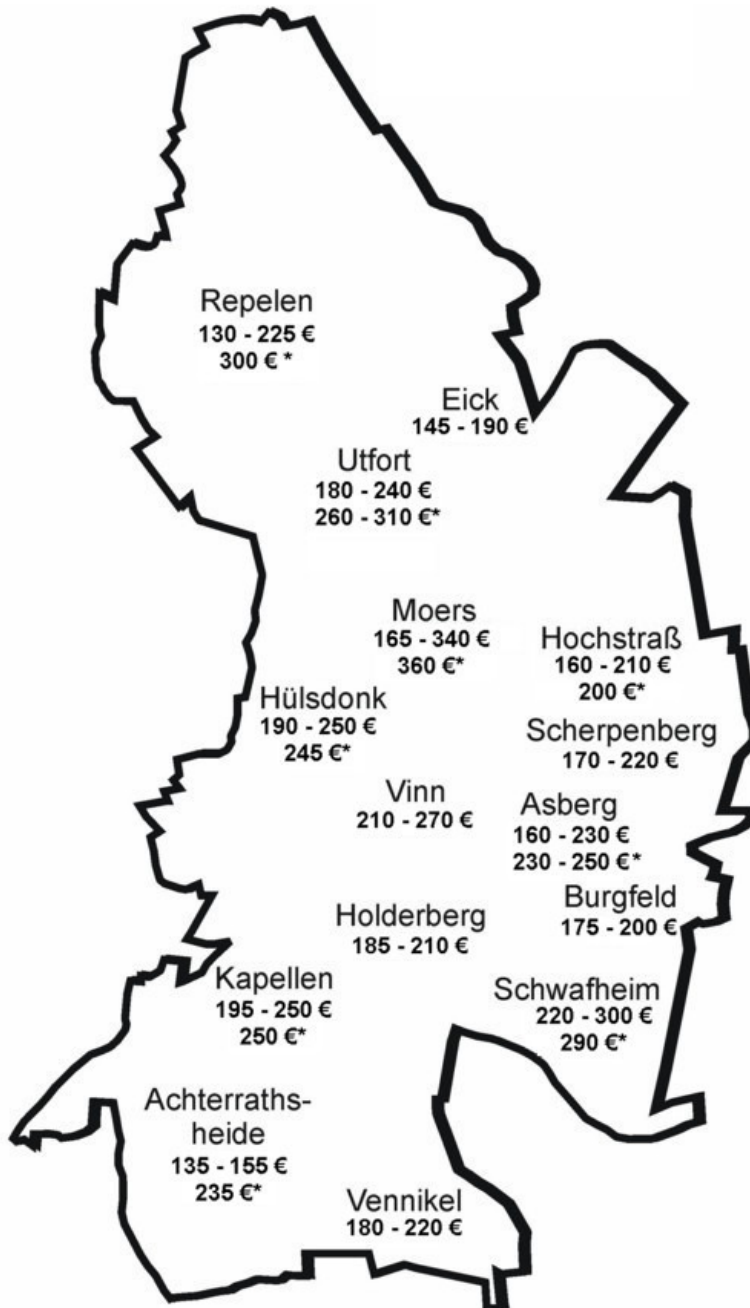 Repelen
130 - 225 €
300 € *
Eick
145 - 190 €
Utfort
180 - 240 €
260 - 310 €*
Moers
165 - 340 €
360 €*
Hochstraß
160 - 210 €
200 €*
Hülsdonk
190 - 250 €
245 €*
Scherpenberg
170 - 220 €
Vinn
210 - 270 €
Asberg
160 - 230 €
230 - 250 €*
Burgfeld
175 - 200 €
Holderberg
185 - 210 €
Kapellen
195 - 250 €
250 €*
Schwafheim
220 - 300 €
290 €*
Achterraths-
heide
135 - 155 €
235 €*
Vennikel
180 - 220 €